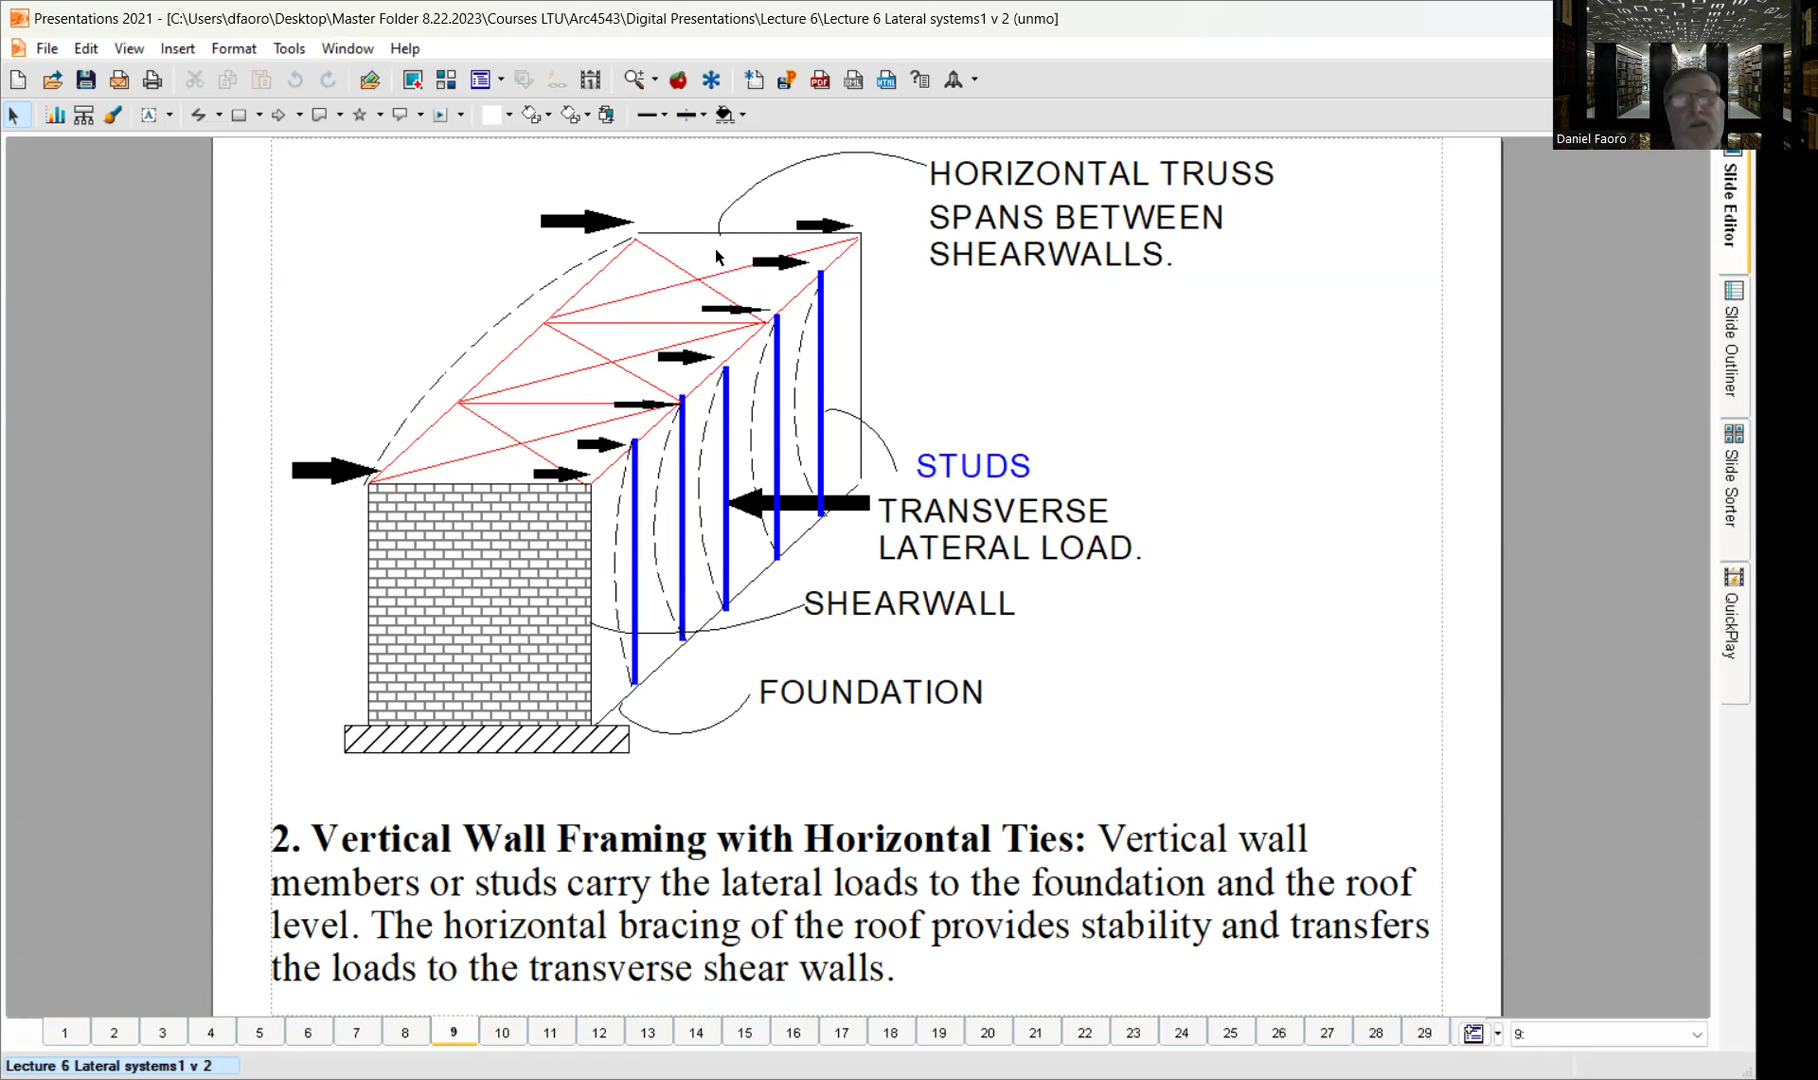 Presentations 2021 - [C:\Users\dfaoro\Desktop\Master Folder 8.22.2023\Courses LTU\Arc4543\Digital Presentations\Lecture 6\Lecture 6 Lateral systems1 v 2 (unmo)]
File Edit View Insert Format Tools Window Help
Daniel Faoro
HORIZONTAL TRUSS
SPANS BETWEEN
SHEARWALLS.
STUDS
TRANSVERSE
LATERAL LOAD.
SHEARWALL
FOUNDATION
2. Vertical Wall Framing with Horizontal Ties: Vertical wall
members or studs carry the lateral loads to the foundation and the roof
level. The horizontal bracing of the roof provides stability and transfers
the loads to the transverse shear walls.
Slide Editor
Slide Outliner
Slide Sorter
QuickPlay
1 2 3 4 5 6 7 8 9 10 11 12 13 14 15 16 17 18 19 20 21 22 23 24 25 26 27 28 29 9:
Lecture 6 Lateral systems1 v 2